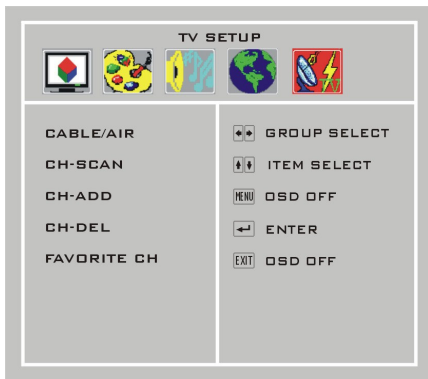 TV SETUP
CABLE/AIR
CH-SCAN
CH-ADD
CH-DEL
FAVORITE CH
GROUP SELECT
ITEM SELECT
MENU OSD OFF
ENTER
EXIT OSD OFF